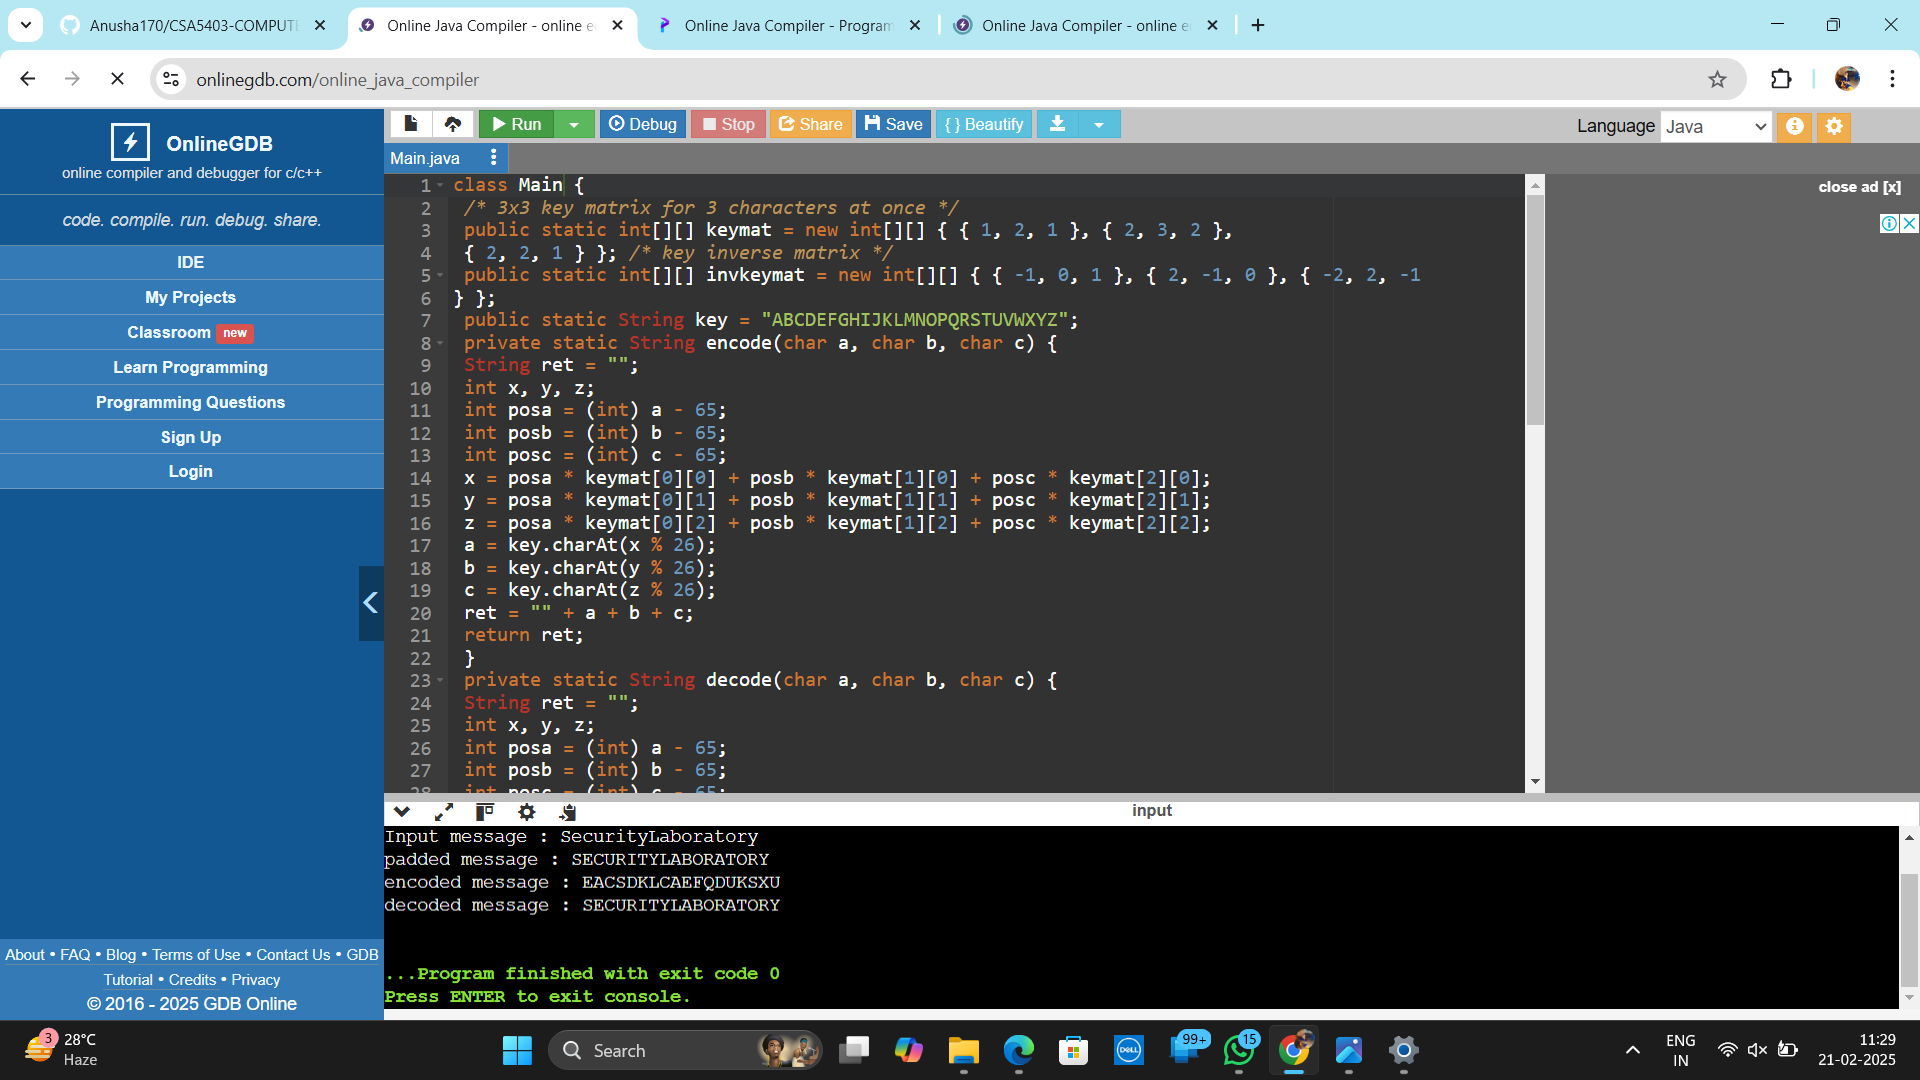 Anusha170/CSA5403-COMPUT
Online Java Compiler - online e
Online Java Compiler - Program
Online Java Compiler - online e
onlinegdb.com/online_java_compiler
OnlineGDB
online compiler and debugger for c/c++
code. compile. run. debug. share.
IDE
My Projects
Classroom new
Learn Programming
Programming Questions
Sign Up
Login
About • FAQ • Blog • Terms of Use • Contact Us • GDB
Tutorial • Credits • Privacy
© 2016 - 2025 GDB Online
Run
Debug
Stop
Share
Save
{ } Beautify
Language Java
Main.java
close ad [x]
1 class Main {
2 /* 3x3 key matrix for 3 characters at once */
3 public static int[][] keymat = new int[][] { { 1, 2, 1 }, { 2, 3, 2 },
4 { 2, 2, 1 } }; /* key inverse matrix */
5 public static int[][] invkeymat = new int[][] { { -1, 0, 1 }, { 2, -1, 0 }, { -2, 2, -1
6 } };
7 public static String key = "ABCDEFGHIJKLMNOPQRSTUVWXYZ";
8 private static String encode(char a, char b, char c) {
9 String ret = "";
10 int x, y, z;
11 int posa = (int) a - 65;
12 int posb = (int) b - 65;
13 int posc = (int) c - 65;
14 x = posa * keymat[0][0] + posb * keymat[1][0] + posc * keymat[2][0];
15 y = posa * keymat[0][1] + posb * keymat[1][1] + posc * keymat[2][1];
16 z = posa * keymat[0][2] + posb * keymat[1][2] + posc * keymat[2][2];
17 a = key.charAt(x % 26);
18 b = key.charAt(y % 26);
19 c = key.charAt(z % 26);
20 ret = "" + a + b + c;
21 return ret;
22 }
23 private static String decode(char a, char b, char c) {
24 String ret = "";
25 int x, y, z;
26 int posa = (int) a - 65;
27 int posb = (int) b - 65;
28 int posc = (int) c - 65;
input
Input message : SecurityLaboratory
padded message : SECURITYLABORATORY
encoded message : EACSDKLCAEFQDUKSXU
decoded message : SECURITYLABORATORY
...Program finished with exit code 0
Press ENTER to exit console.
3
28°C
Haze
Search
DELL
99+
15
ENG
IN
11:29
21-02-2025